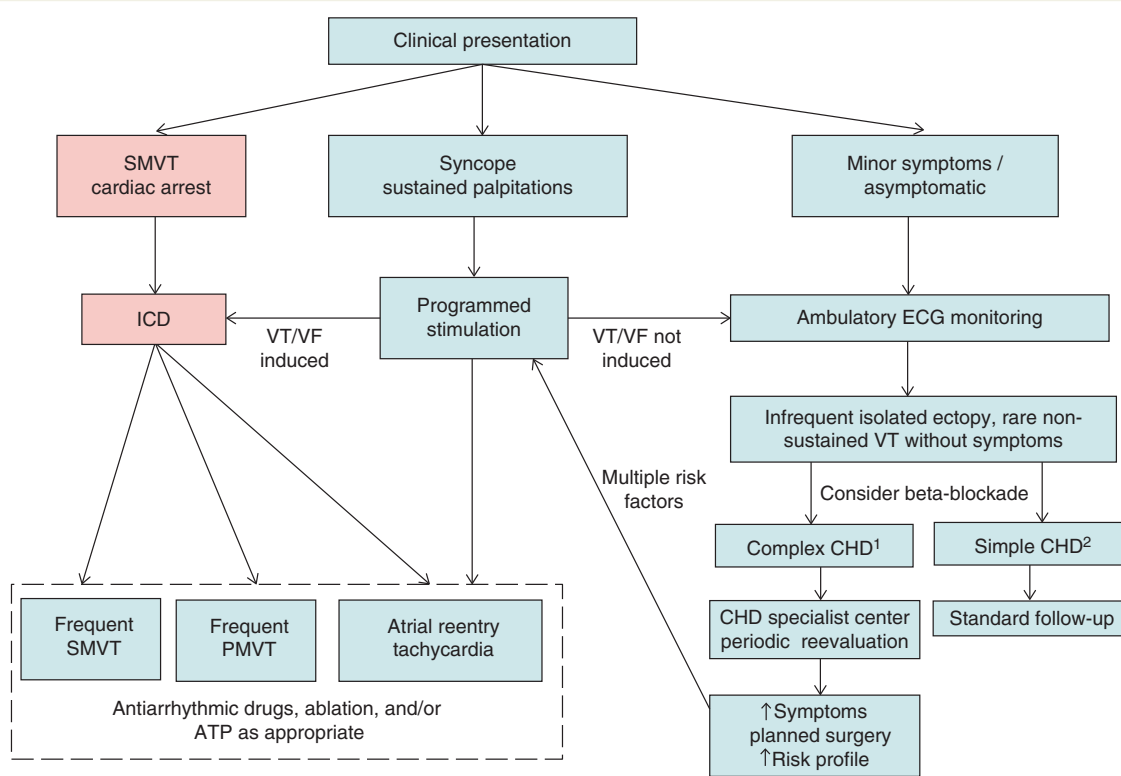 Clinical presentation
SMVT
cardiac arrest
Syncope
sustained palpitations
Minor symptoms /
asymptomatic
ICD
VT/VF
induced
Programmed
stimulation
VT/VF not
induced
Ambulatory ECG monitoring
Infrequent isolated ectopy, rare non-
sustained VT without symptoms
Multiple risk
factors
Consider beta-blockade
Complex CHD¹
Simple CHD²
CHD specialist center
periodic reevaluation
Standard follow-up
Frequent
SMVT
Frequent
PMVT
Atrial reentry
tachycardia
Antiarrhythmic drugs, ablation, and/or
ATP as appropriate
↑Symptoms
planned surgery
↑Risk profile